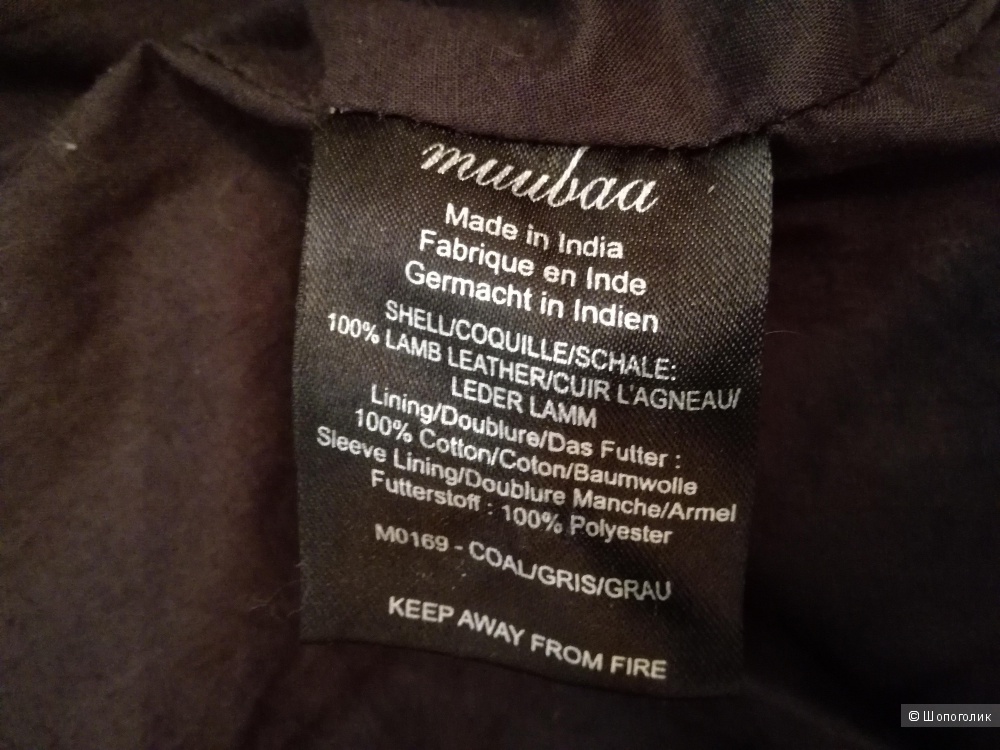 muubaa
Made in India
Fabrique en Inde
Germacht in Indien
SHELL/COQUILLE/SCHALE:
100% LAMB LEATHER/CUIR L'AGNEAU/
LEDER LAMM
Lining/Doublure/Das Futter :
100% Cotton/Coton/Baumwolle
Sleeve Lining/Doublure Manche/Armel
Futterstoff : 100% Polyester
M0169 - COAL/GRIS/GRAU
KEEP AWAY FROM FIRE
© Шопоголик